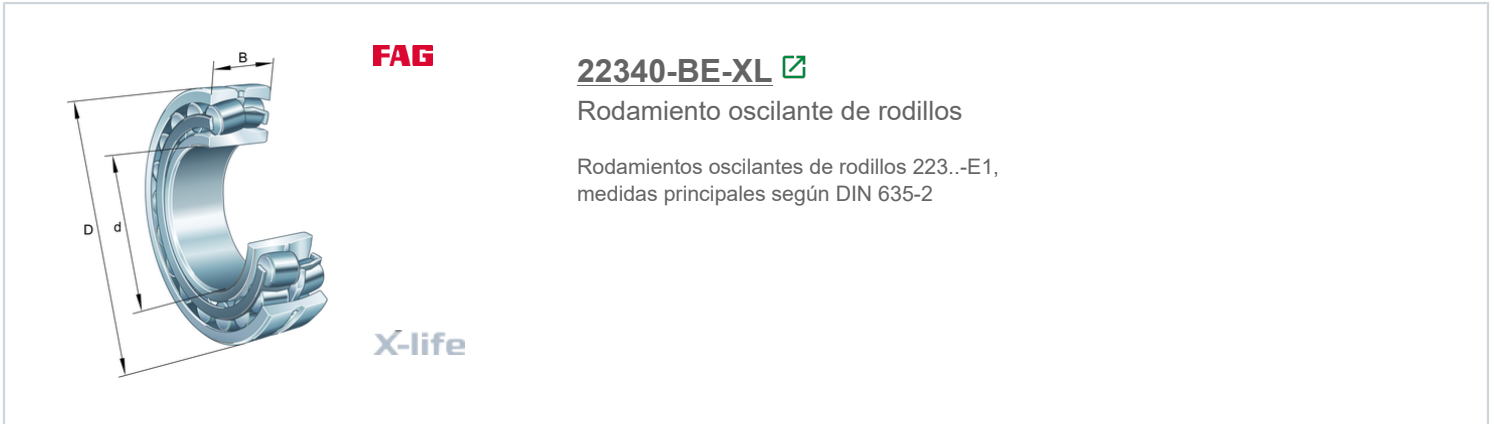 B
D
d
FAG
X-life
22340-BE-XL
Rodamiento oscilante de rodillos
Rodamientos oscilantes de rodillos 223..-E1,
medidas principales según DIN 635-2